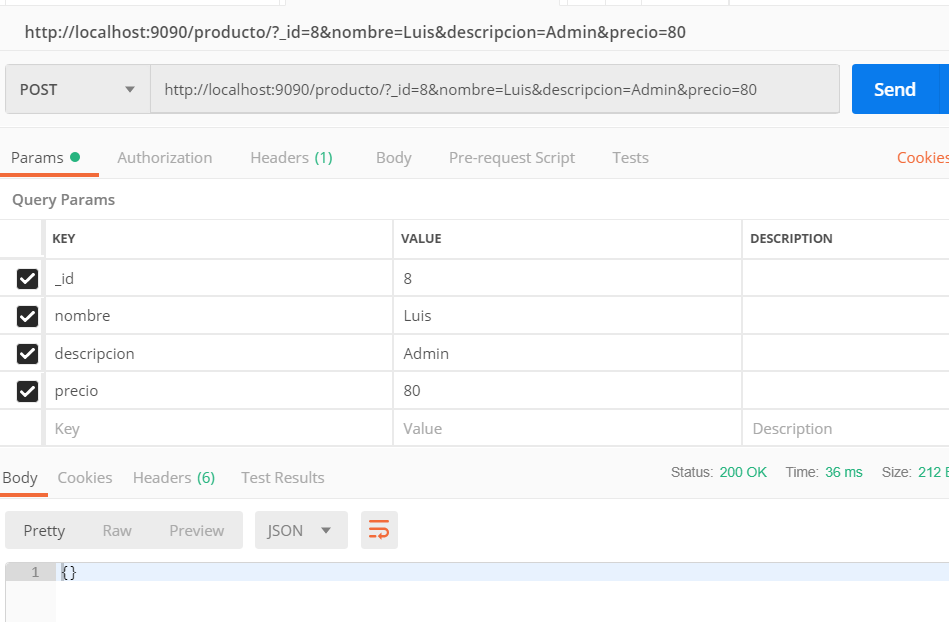 http://localhost:9090/producto/?_id=8&nombre=Luis&descripcion=Admin&precio=80
POST http://localhost:9090/producto/?_id=8&nombre=Luis&descripcion=Admin&precio=80 Send
Params Authorization Headers (1) Body Pre-request Script Tests Cookies
Query Params
KEY VALUE DESCRIPTION
_id 8
nombre Luis
descripcion Admin
precio 80
Key Value Description
Body Cookies Headers (6) Test Results Status: 200 OK Time: 36 ms Size: 212
Pretty Raw Preview JSON
1 {}